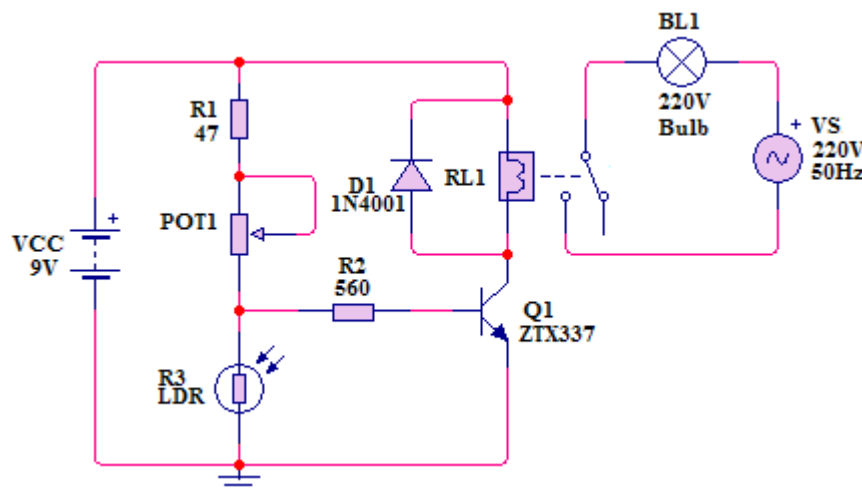 BL1
220V
Bulb
+
VS
220V
50Hz
R1
47
D1
1N4001
RL1
POT1
+
VCC
9V
R2
560
Q1
ZTX337
R3
LDR